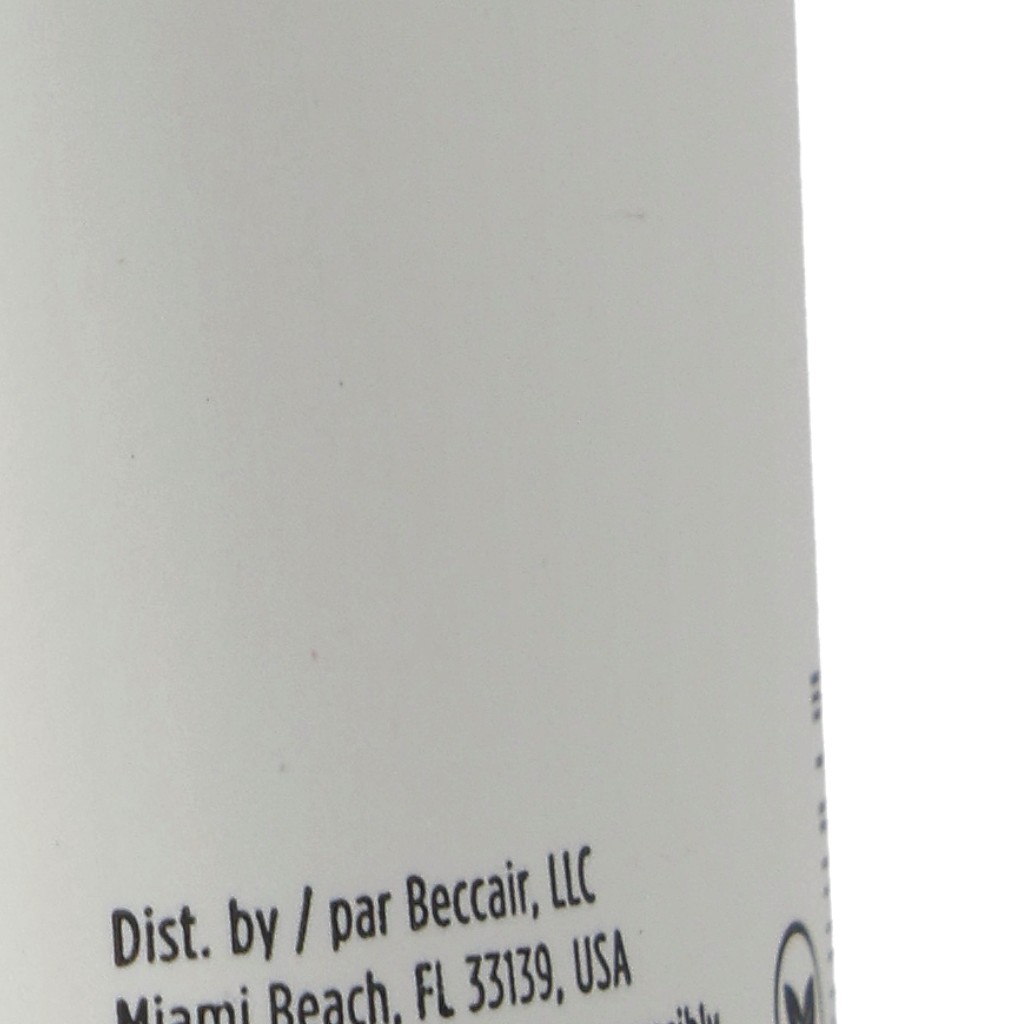 Dist. by / par Beccair, LLC
Miami Beach, FL 33139, USA
M